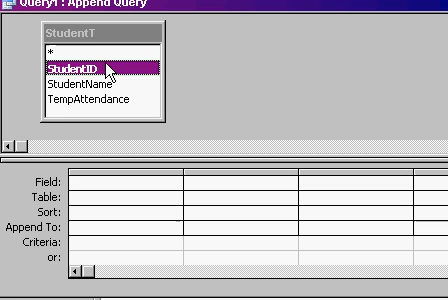 Query1 : Append Query
StudentT
*
StudentID
StudentName
TempAttendance
Field:
Table:
Sort:
Append To:
Criteria:
or: